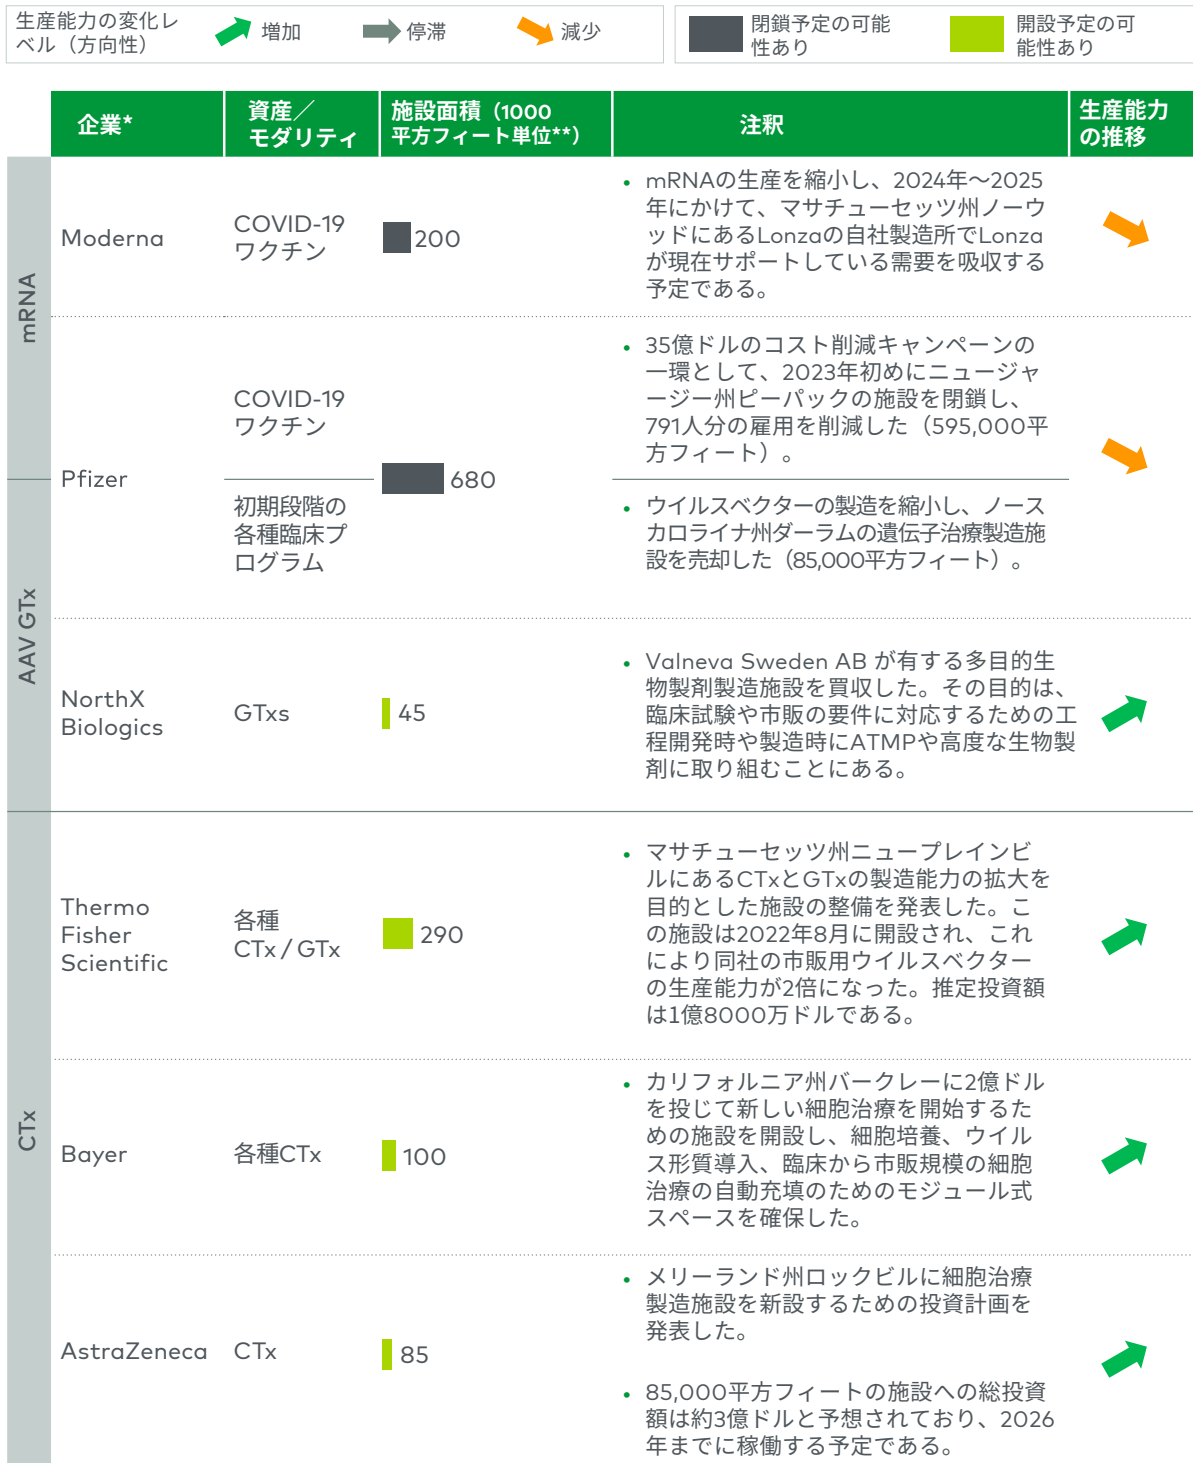 生産能力の変化レ
ベル（方向性）
増加
停滞
減少
閉鎖予定の可能
性あり
開設予定の可
能性あり
企業*
資産／
モダリティ
施設面積（1000
平方フィート単位**）
注釈
生産能力
の推移
mRNA
Moderna
COVID-19
ワクチン
200
• mRNAの生産を縮小し、2024年～2025
年にかけて、マサチューセッツ州ノーウ
ッドにあるLonzaの自社製造所でLonza
が現在サポートしている需要を吸収する
予定である。
Pfizer
COVID-19
ワクチン
680
• 35億ドルのコスト削減キャンペーンの
一環として、2023年初めにニュージャ
ージー州ピーパックの施設を閉鎖し、
791人分の雇用を削減した（595,000平
方フィート）。
AAV GTx
初期段階の
各種臨床プ
ログラム
• ウイルスベクターの製造を縮小し、ノース
カロライナ州ダーラムの遺伝子治療製造施
設を売却した（85,000平方フィート）。
NorthX
Biologics
GTxs
45
• Valneva Sweden AB が有する多目的生
物製剤製造施設を買収した。その目的は、
臨床試験や市販の要件に対応するための工
程開発時や製造時にATMPや高度な生物製
剤に取り組むことにある。
CTx
Thermo
Fisher
Scientific
各種
CTx / GTx
290
• マサチューセッツ州ニュープレインビ
ルにあるCTxとGTxの製造能力の拡大を
目的とした施設の整備を発表した。こ
の施設は2022年8月に開設され、これ
により同社の市販用ウイルスベクター
の生産能力が2倍になった。推定投資額
は1億8000万ドルである。
Bayer
各種CTx
100
• カリフォルニア州バークレーに2億ドル
を投じて新しい細胞治療を開始するた
めの施設を開設し、細胞培養、ウイル
ス形質導入、臨床から市販規模の細胞
治療の自動充填のためのモジュール式
スペースを確保した。
AstraZeneca
CTx
85
• メリーランド州ロックビルに細胞治療
製造施設を新設するための投資計画を
発表した。
• 85,000平方フィートの施設への総投資
額は約3億ドルと予想されており、2026
年までに稼働する予定である。